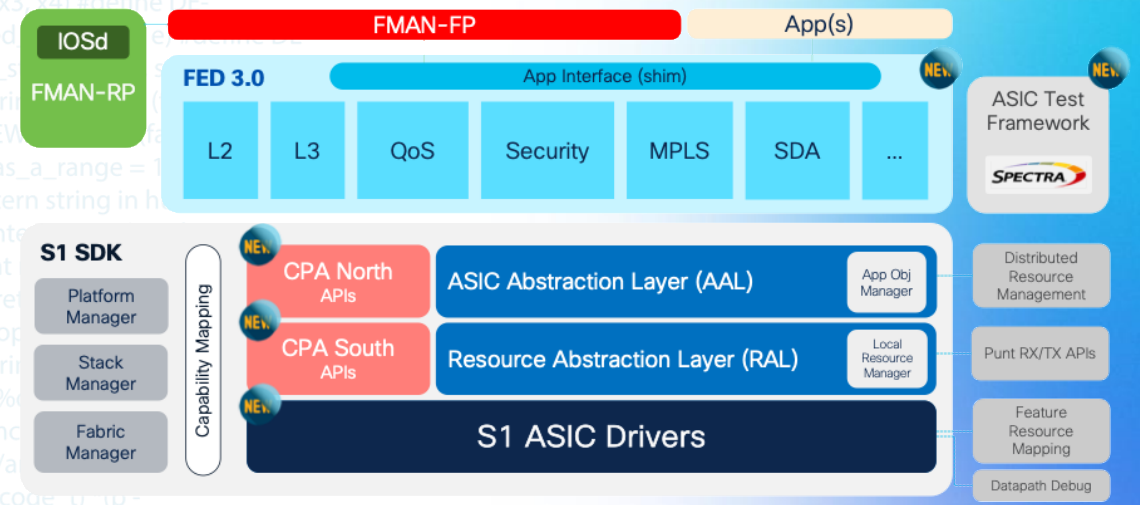 IOSd
FMAN-RP
FMAN-FP
App(s)
FED 3.0
App Interface (shim)
NEW
L2
L3
QoS
Security
MPLS
SDA
...
NEW
ASIC Test
Framework
SPECTRA
S1 SDK
Platform
Manager
Stack
Manager
Fabric
Manager
Capability Mapping
NEW
CPA North
APIs
ASIC Abstraction Layer (AAL)
App Obj
Manager
NEW
CPA South
APIs
Resource Abstraction Layer (RAL)
Local
Resource
Manager
NEW
S1 ASIC Drivers
Distributed
Resource
Management
Punt RX/TX APIs
Feature
Resource
Mapping
Datapath Debug